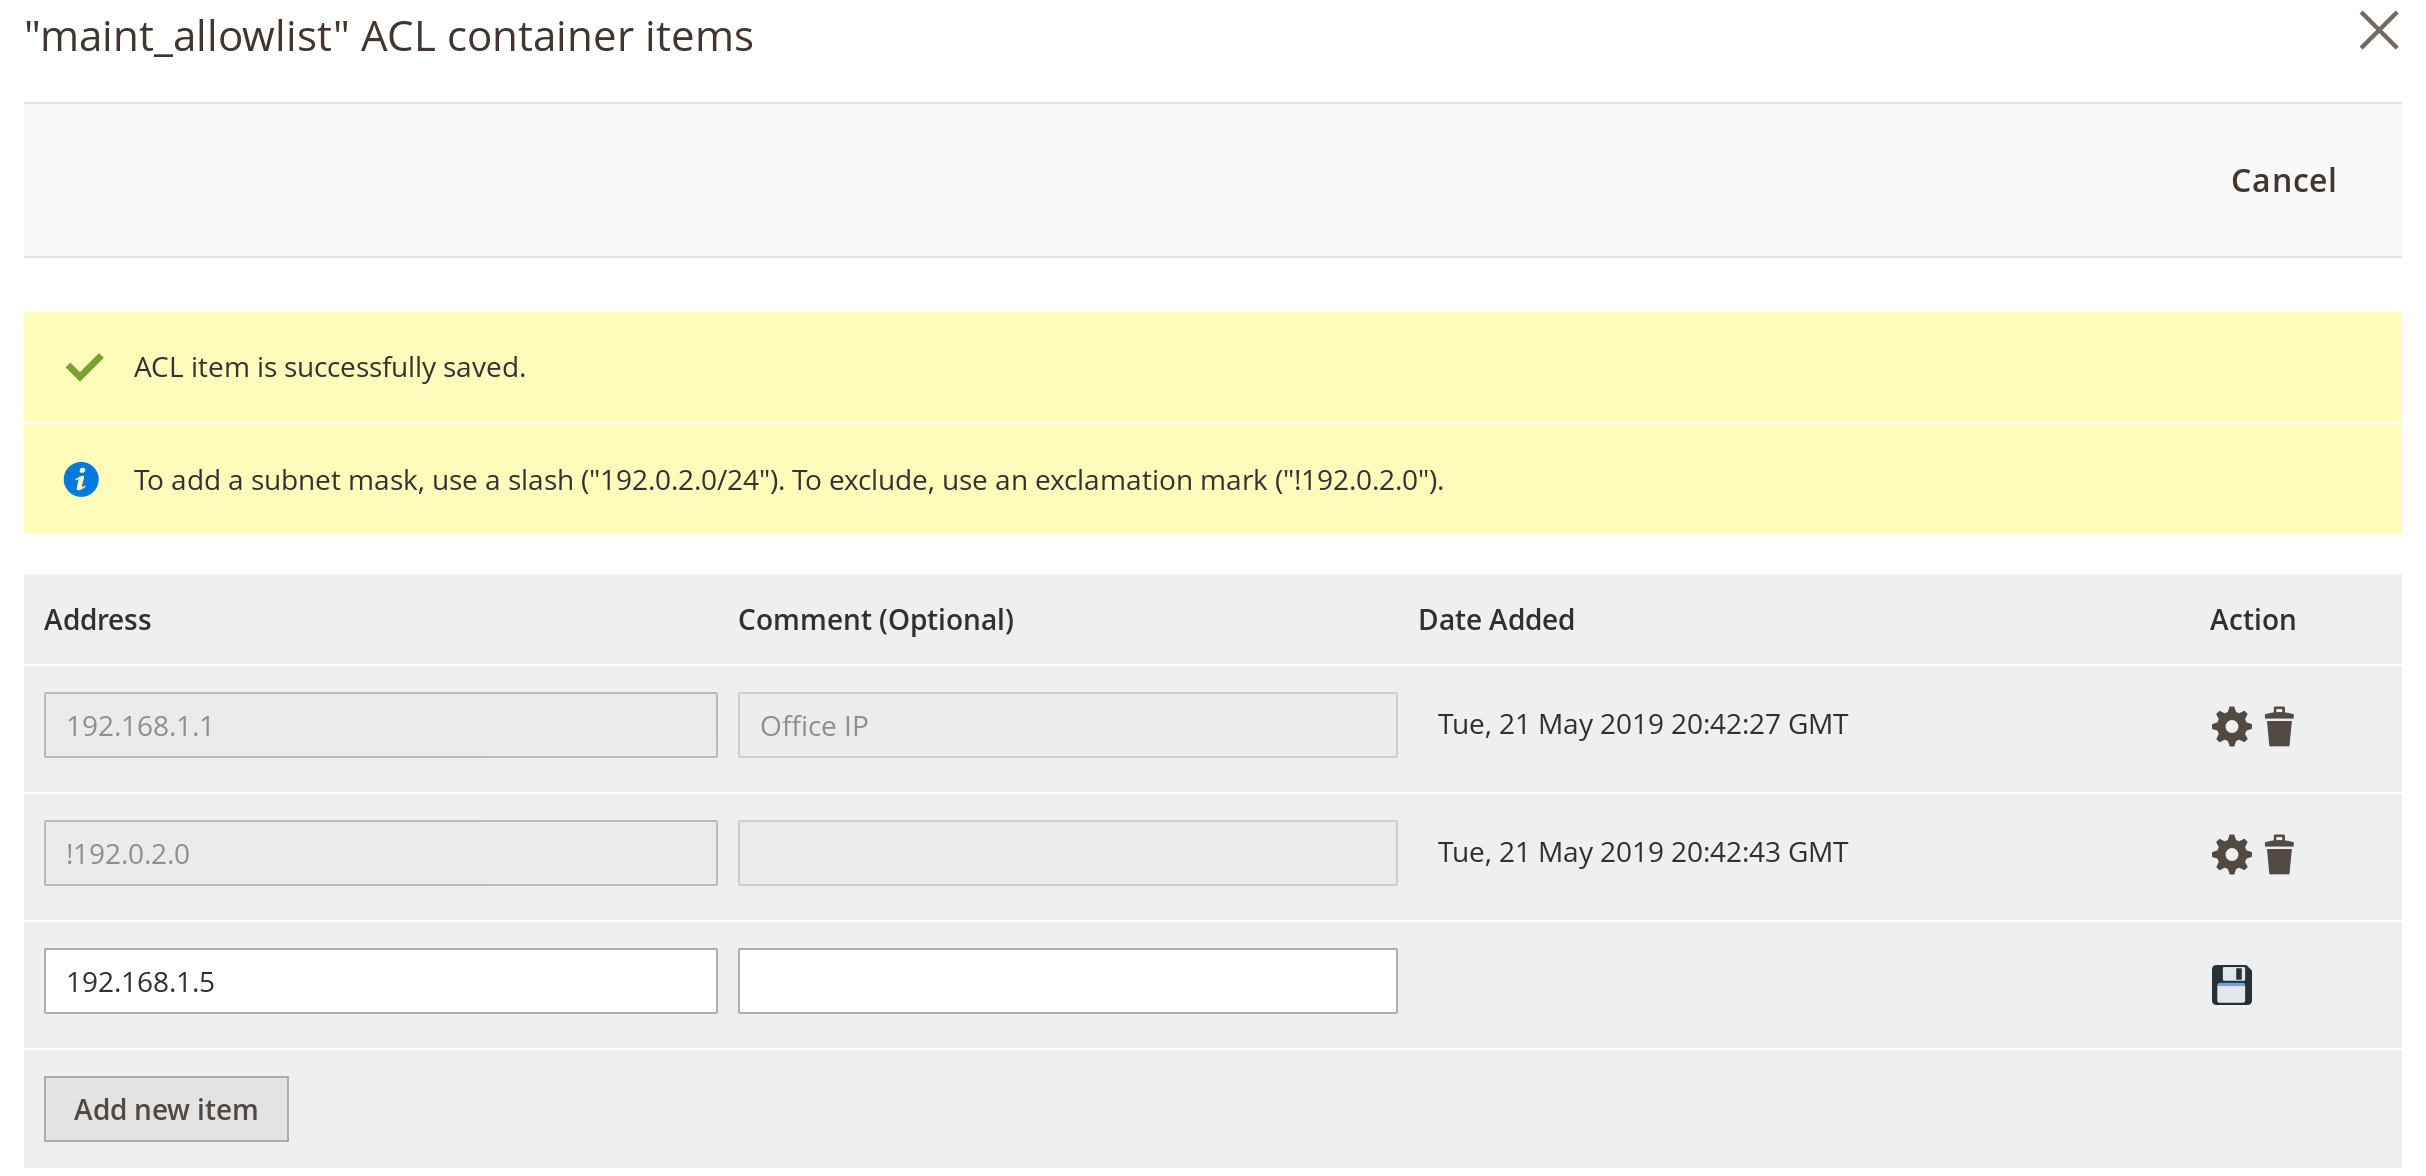 "maint_allowlist" ACL container items
Cancel
ACL item is successfully saved.
To add a subnet mask, use a slash ("192.0.2.0/24"). To exclude, use an exclamation mark ("!192.0.2.0").
Address Comment (Optional) Date Added Action
192.168.1.1 Office IP Tue, 21 May 2019 20:42:27 GMT
!192.0.2.0 Tue, 21 May 2019 20:42:43 GMT
192.168.1.5
Add new item